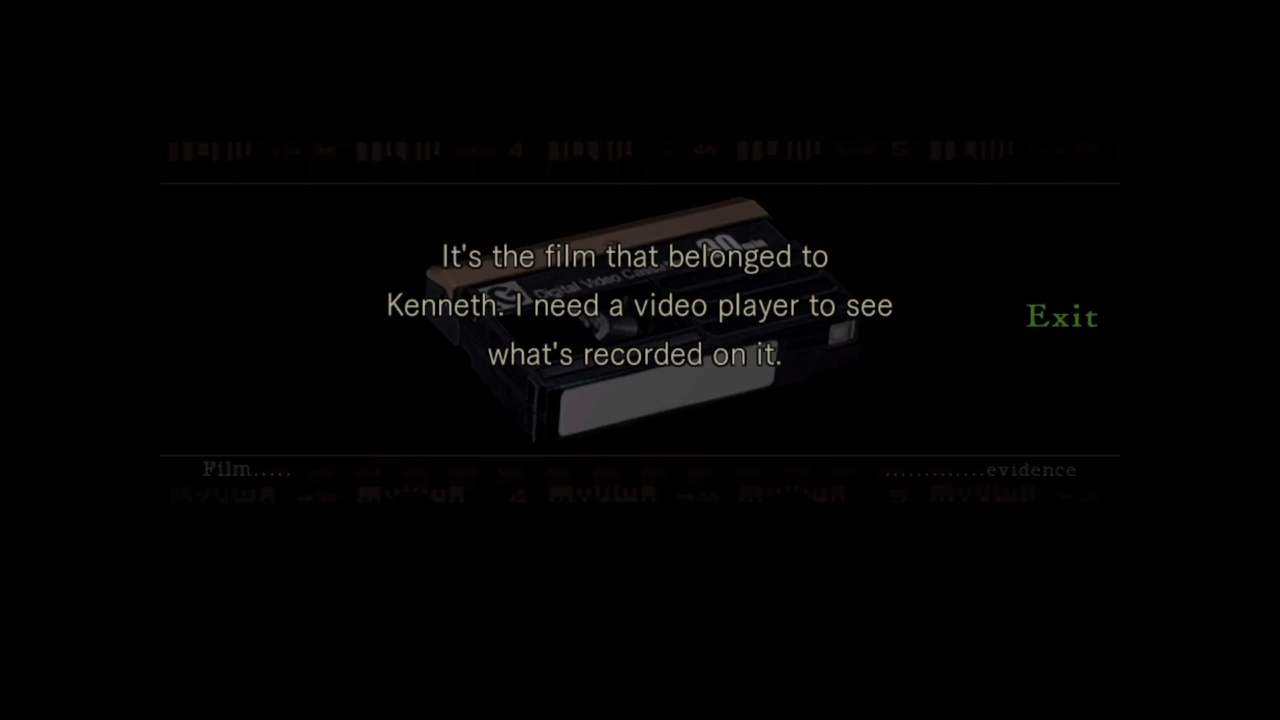 It's the film that belonged to
Kenneth. I need a video player to see
what's recorded on it.
Exit
Film.....
.............evidence